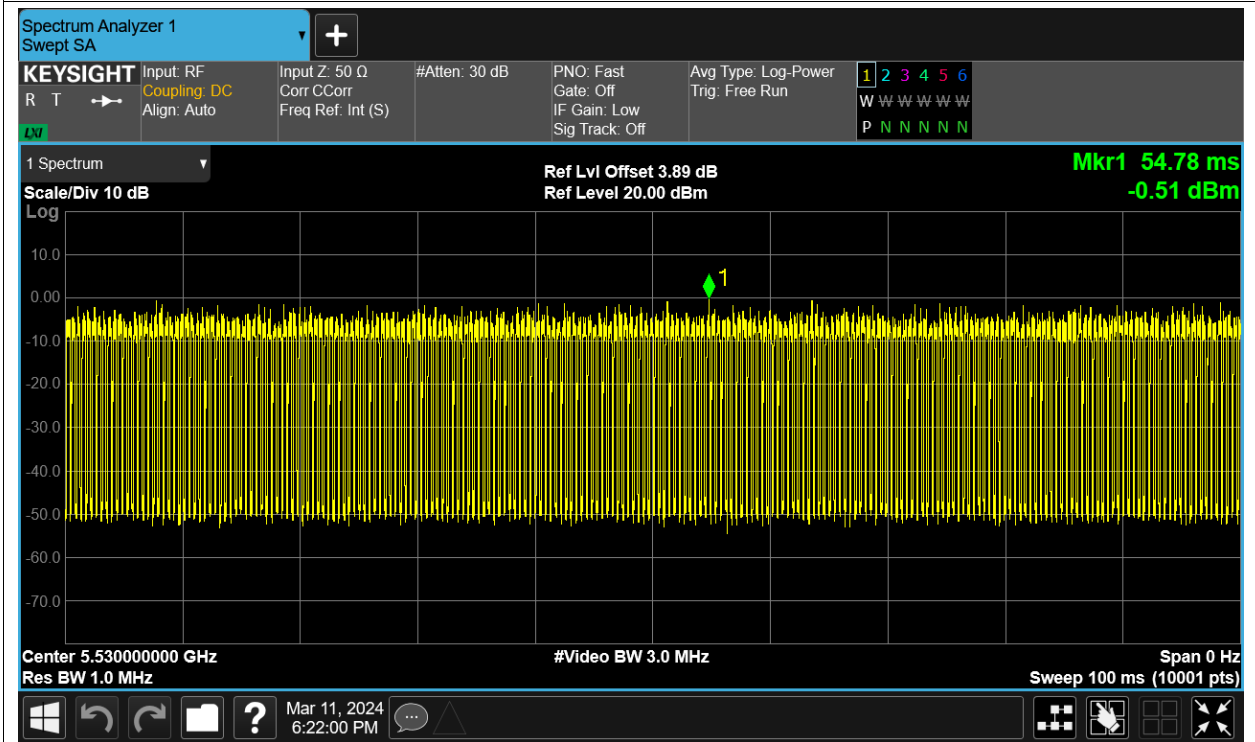 Spectrum Analyzer 1
Swept SA
+
KEYSIGHT
R T
LXI
Input: RF
Coupling: DC
Align: Auto
Input Z: 50 Ω
Corr CCorr
Freq Ref: Int (S)
#Atten: 30 dB
PNO: Fast
Gate: Off
IF Gain: Low
Sig Track: Off
Avg Type: Log-Power
Trig: Free Run
1 2 3 4 5 6
W W W W W W
P N N N N N
1 Spectrum
Scale/Div 10 dB
Log
Ref Lvl Offset 3.89 dB
Ref Level 20.00 dBm
Mkr1 54.78 ms
-0.51 dBm
1
10.0
0.00
-10.0
-20.0
-30.0
-40.0
-50.0
-60.0
-70.0
Center 5.530000000 GHz
Res BW 1.0 MHz
#Video BW 3.0 MHz
Span 0 Hz
Sweep 100 ms (10001 pts)
?
Mar 11, 2024
6:22:00 PM